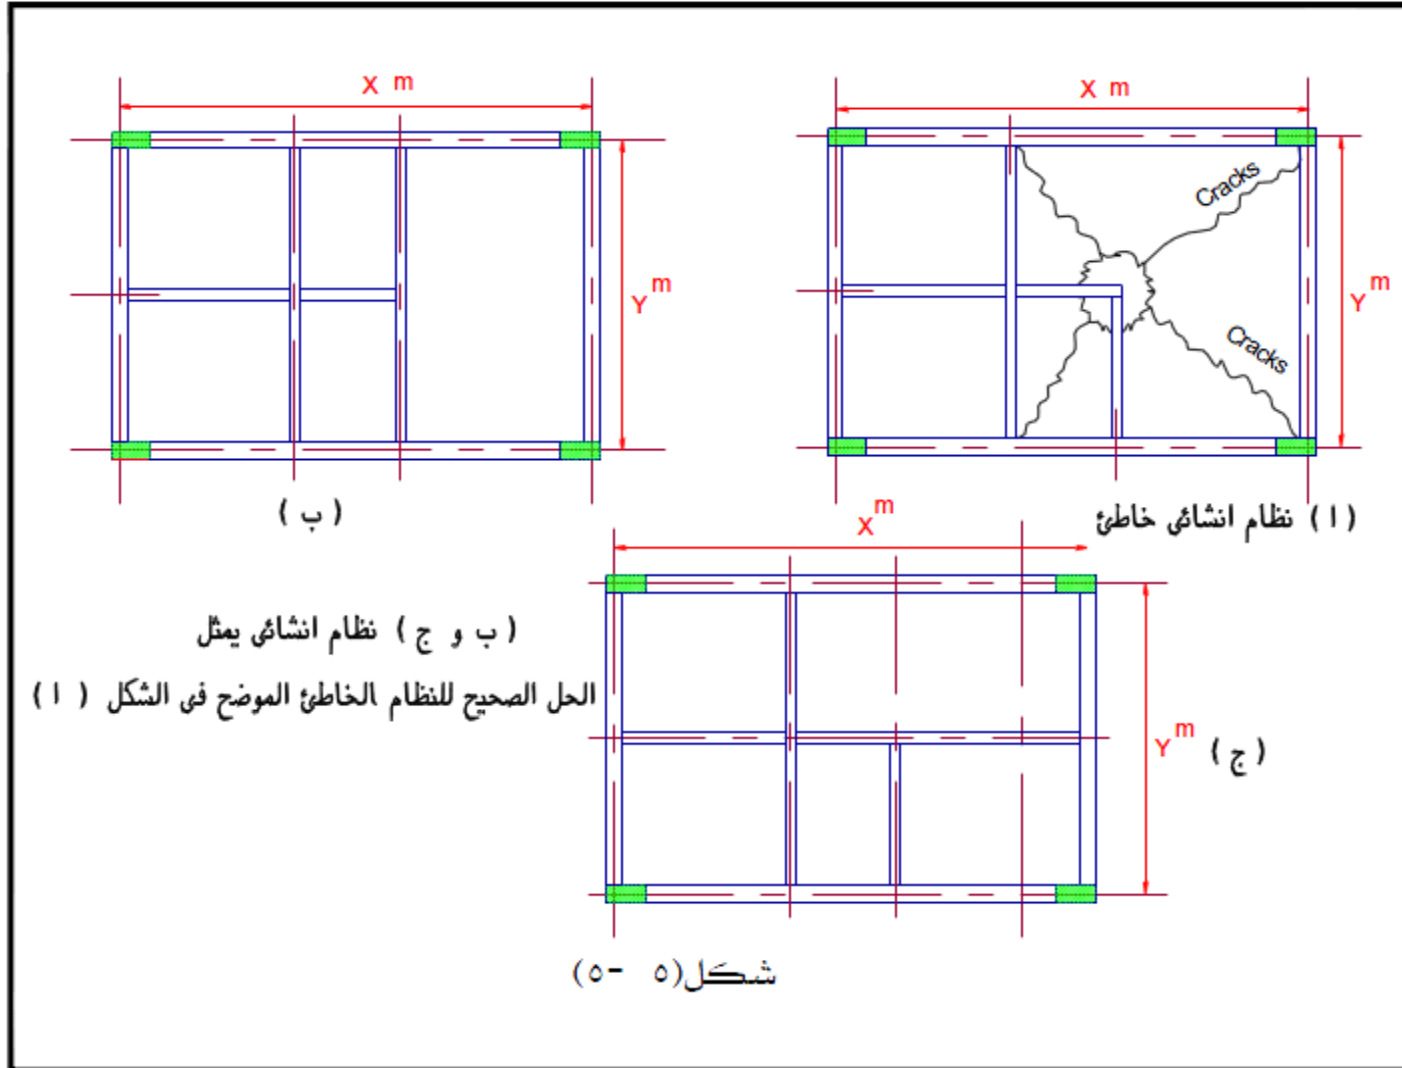 X m
X m
Cracks
Y m
Cracks
Y m
( ب )
( ا ) نظام انشائى خاطئ
X m
( ب و ج ) نظام انشائى يمثل
الحل الصحيح للنظام الخاطئ الموضح فى الشكل ( ا )
Y m
( ج )
شكل(٥ -٥)